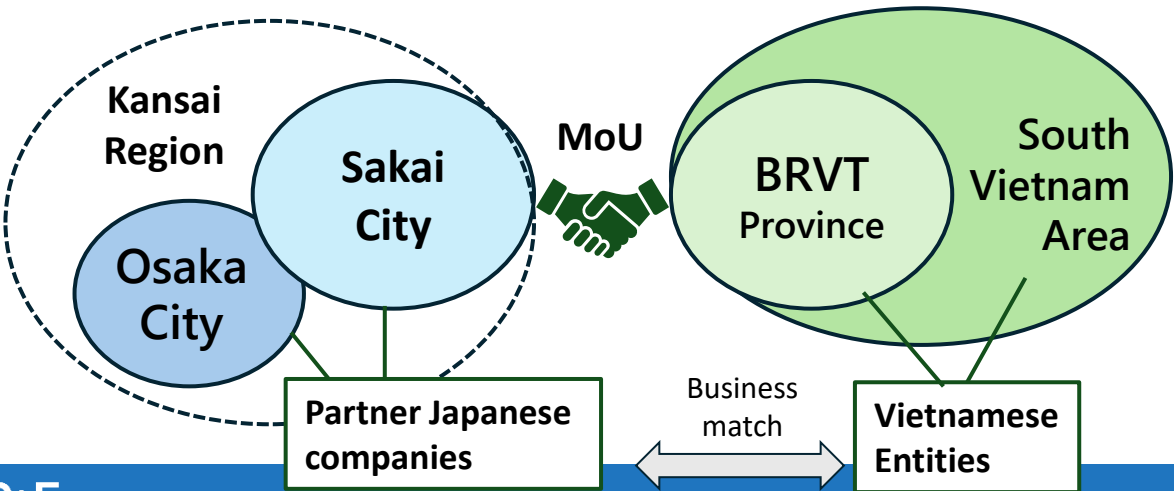 Kansai
Region
Sakai
City
Osaka
City
MoU
BRVT
Province
South
Vietnam
Area
Partner Japanese
companies
Business
match
Vietnamese
Entities